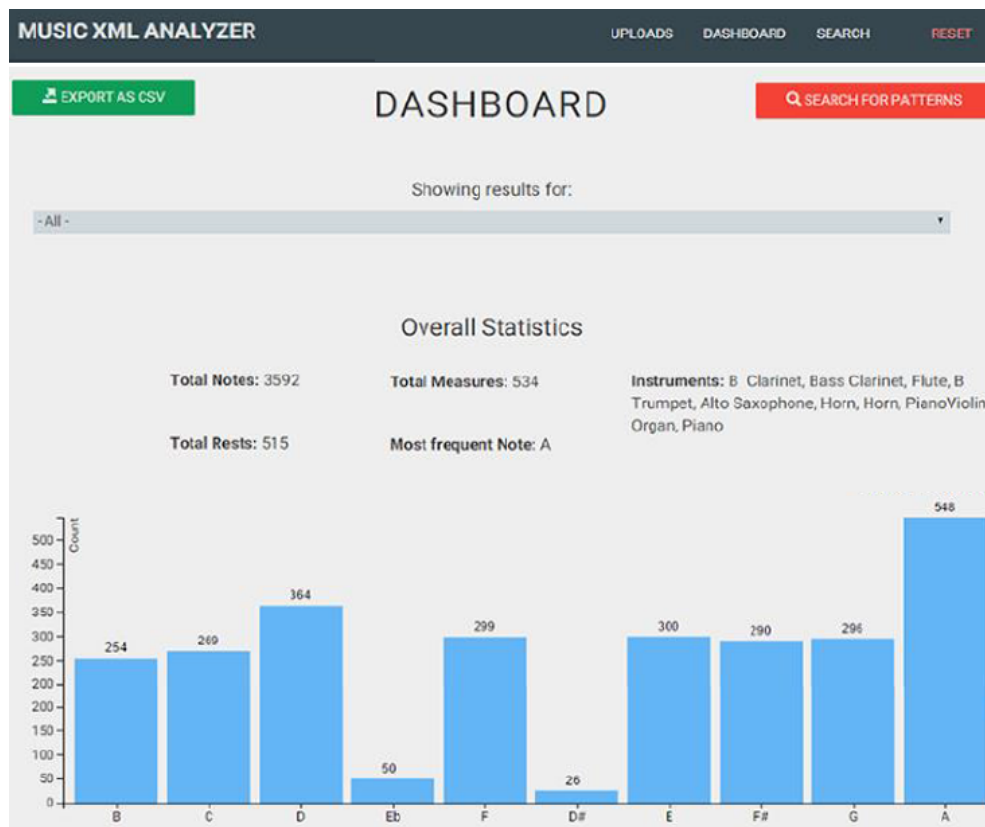 MUSIC XML ANALYZER UPLOADS DASHBOARD SEARCH RESET
EXPORT AS CSV DASHBOARD SEARCH FOR PATTERNS
Showing results for:
- All -
Overall Statistics
Total Notes: 3592 Total Measures: 534 Instruments: B Clarinet, Bass Clarinet, Flute, B
Trumpet, Alto Saxophone, Horn, Horn, PianoViolin
Organ, Piano
Total Rests: 515 Most frequent Note: A
Count
548
500
450
400
364
350
300
299
300
290
296
254
269
250
200
200
150
100
50
50
26
0
B C D Eb F D# E F# G A